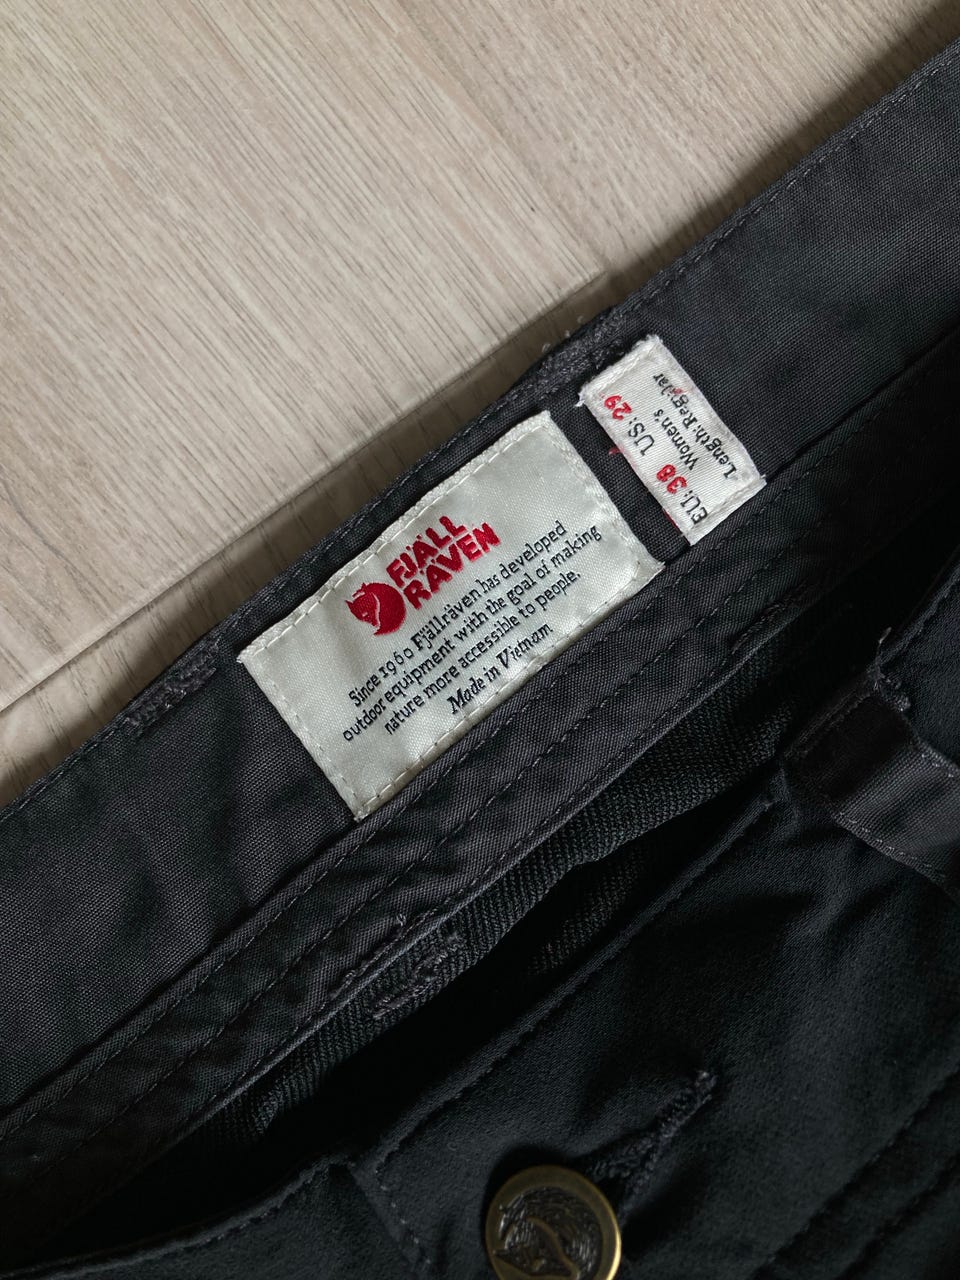 FJÄLL
RÄVEN
Since 1960 Fjällräven has developed
outdoor equipment with the goal of making
nature more accessible to people.
Made in Vietnam
EU: 38 US: 29
Women's
Length: Regular